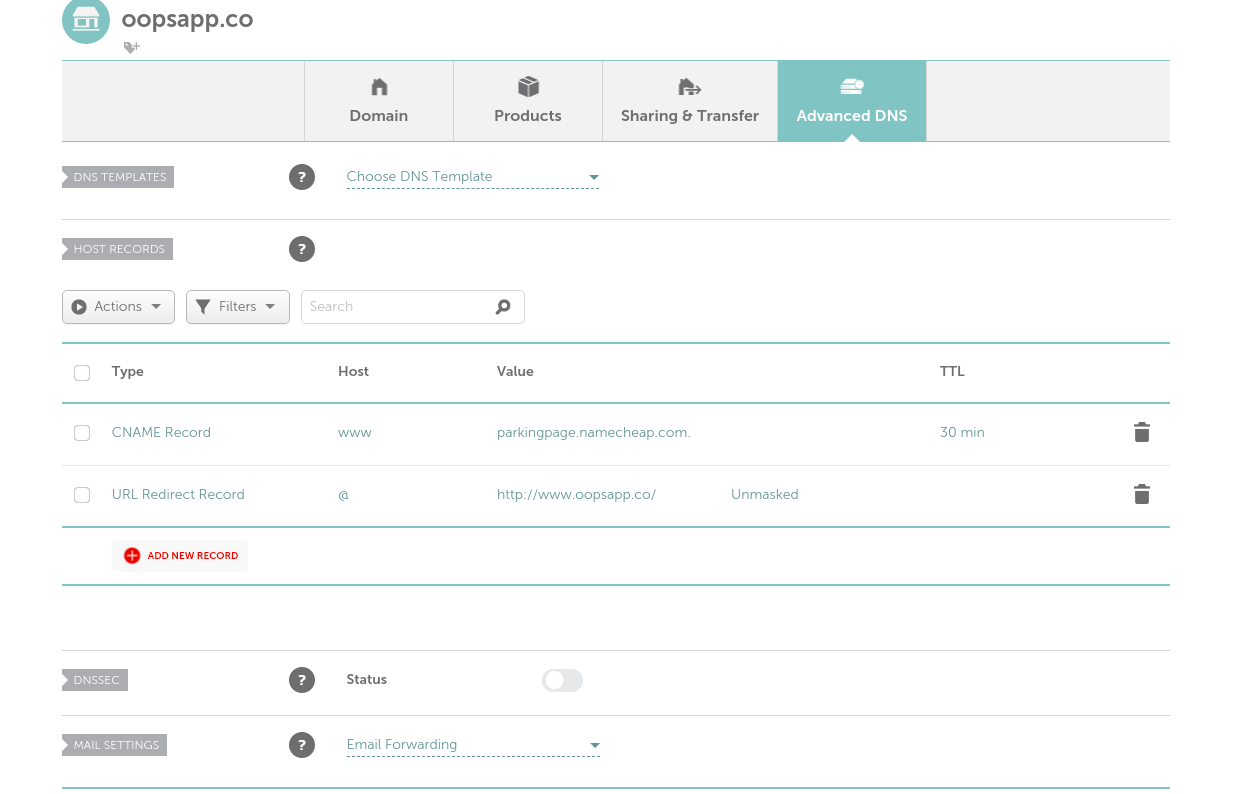 oopsapp.co
Domain Products Sharing & Transfer Advanced DNS
DNS TEMPLATES ? Choose DNS Template
HOST RECORDS ?
Actions Filters Search
Type Host Value TTL
CNAME Record www parkingpage.namecheap.com. 30 min
URL Redirect Record @ http://www.oopsapp.co/ Unmasked
ADD NEW RECORD
DNSSEC ? Status
MAIL SETTINGS ? Email Forwarding